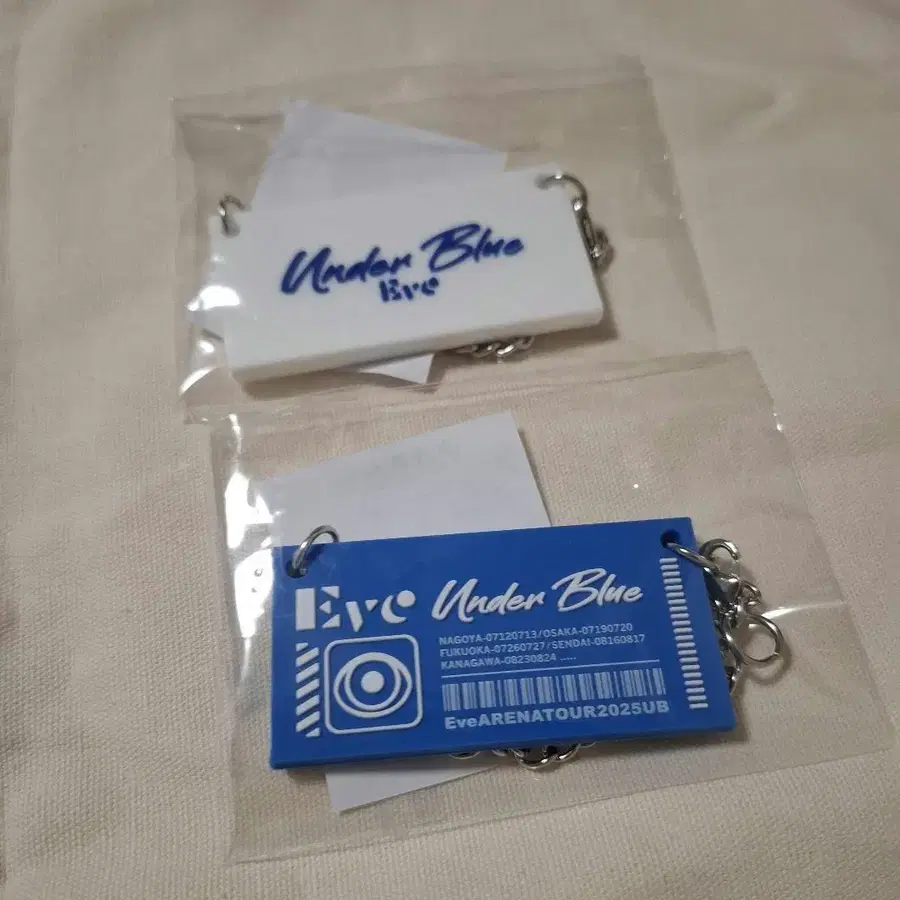 Under Blue
Eve
Eve Under Blue
NAGOYA-07120713/OSAKA-07190720
FUKUOKA-07260727/SENDAI-08160817
KANAGAWA-08230824 .....
EveARENATOUR2025UB